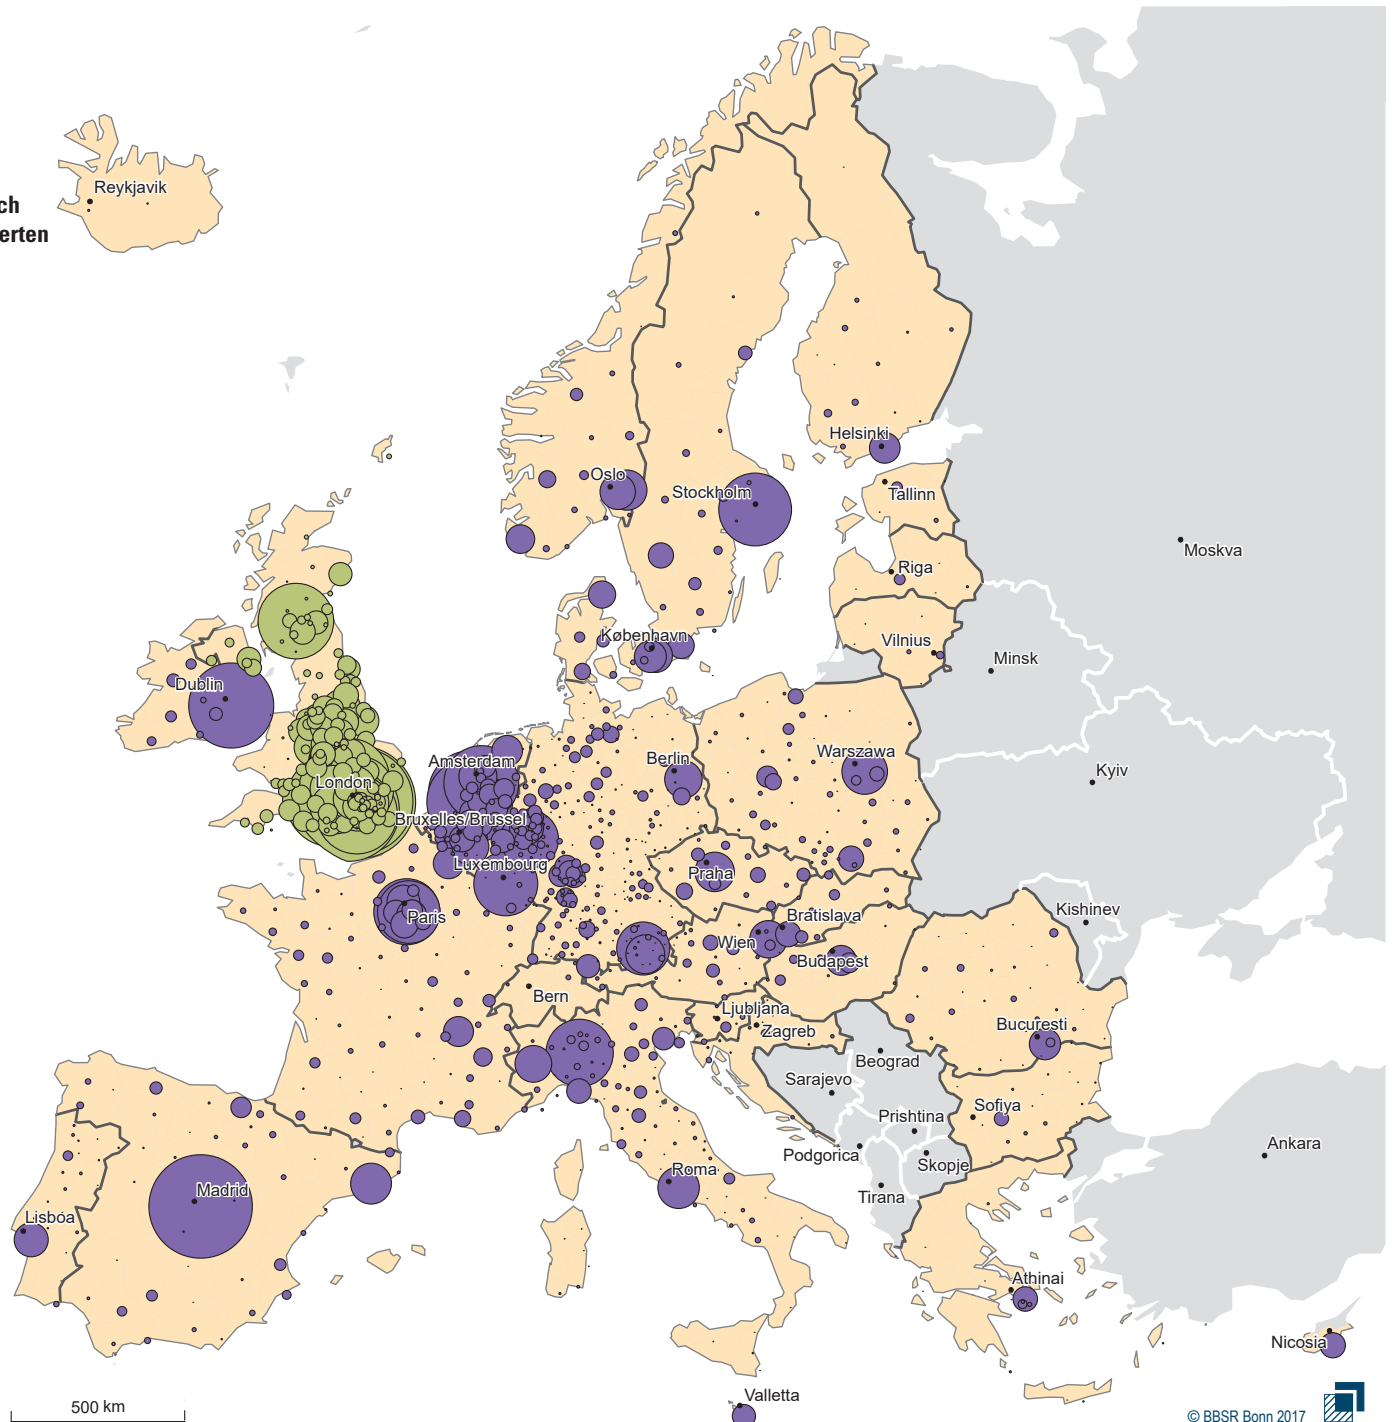 Reykjavik
ch
erten
Helsinki
Oslo
Stockholm
Tallinn
Moskva
Riga
København
Vilnius
Minsk
Dublin
Amsterdam
Berlin
Warszawa
London
Kyiv
Bruxelles/Brussel
Luxembourg
Praha
Paris
Kishinev
Bratislava
Wien
Budapest
Bern
Ljubljana
Zagreb
Bucuresti
Beograd
Sarajevo
Sofiya
Prishtina
Ankara
Podgorica
Skopje
Roma
Madrid
Tirana
Lisboa
Athinai
Nicosia
Valletta
500 km
© BBSR Bonn 2017